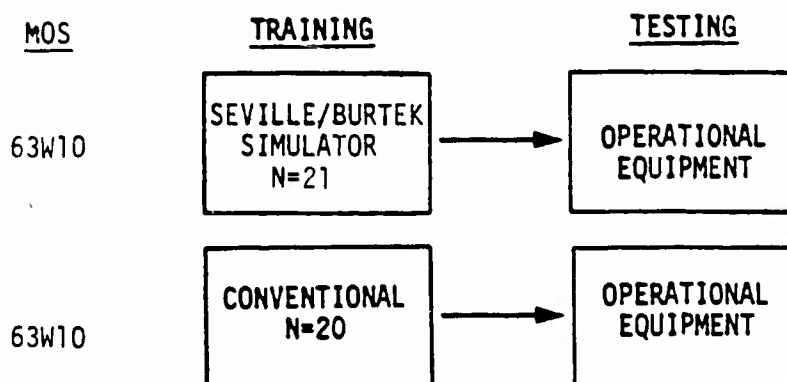 MOS TRAINING TESTING
63W10
SEVILLE/BURTEK
SIMULATOR
N=21
OPERATIONAL
EQUIPMENT
63W10
CONVENTIONAL
N=20
OPERATIONAL
EQUIPMENT